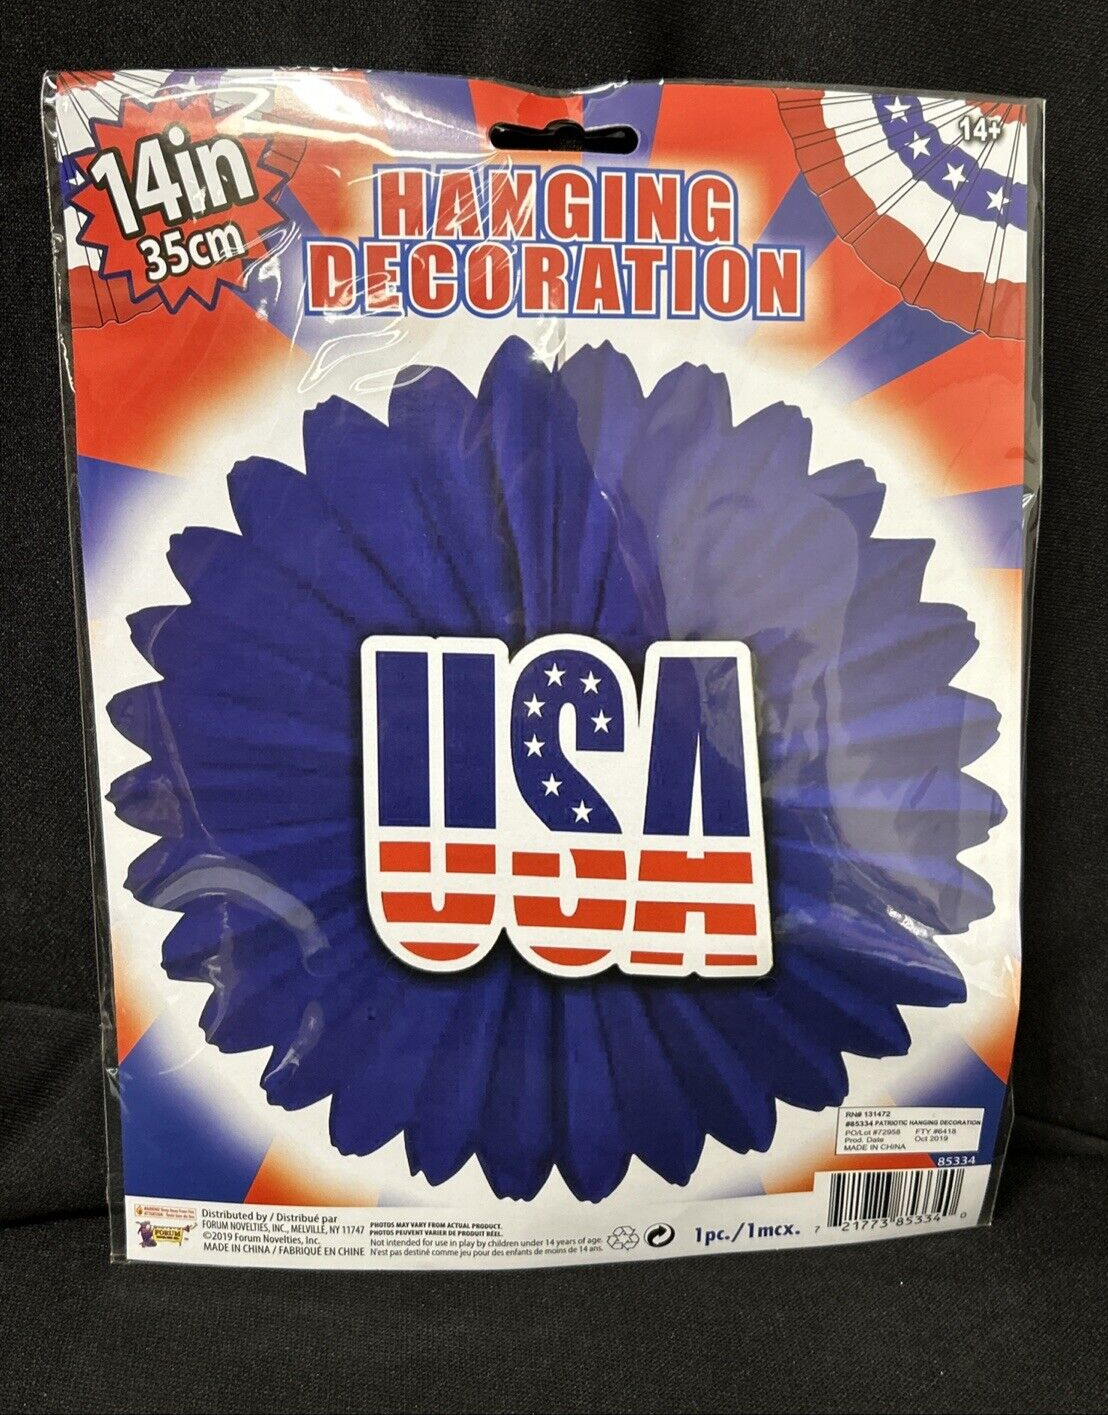 14in
35cm
14+
HANGING
DECORATION
USA
RN# 131472
#85334 PATRIOTIC HANGING DECORATION
PO/Lot #72958 FTY #6418
Prod. Date Oct 2019
MADE IN CHINA
85334
7 21773 85334 0
Distributed by / Distribué par
FORUM NOVELTIES, INC., MELVILLE, NY 11747
©2019 Forum Novelties, Inc.
MADE IN CHINA / FABRIQUÉ EN CHINE
PHOTOS MAY VARY FROM ACTUAL PRODUCT.
PHOTOS PEUVENT VARIER DE PRODUIT RÉEL.
Not intended for use in play by children under 14 years of age.
N'est pas destiné comme jeu pour des enfants de moins de 14 ans.
1pc./1mcx.
FORUM